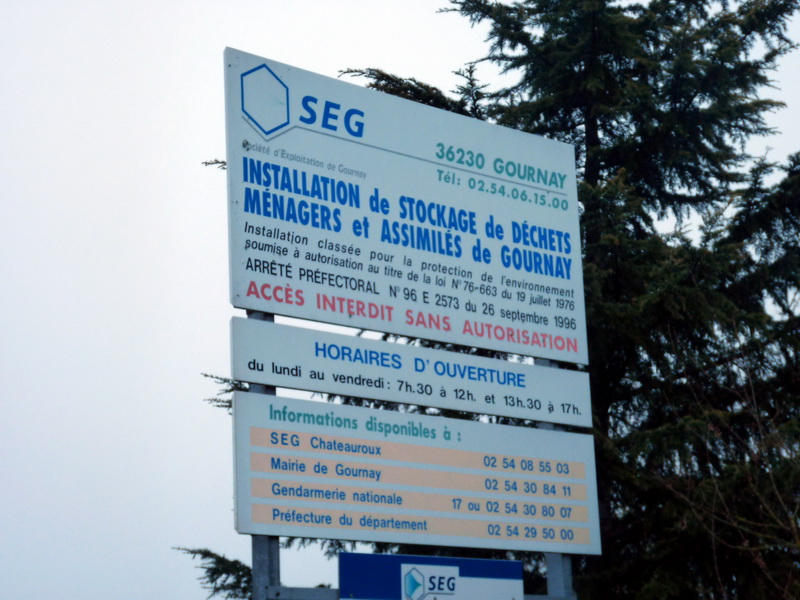 SEG
36230 GOURNAY
Tél: 02.54.06.15.00
Société d'Exploitation de Gournay
INSTALLATION de STOCKAGE de DÉCHETS
MÉNAGERS et ASSIMILÉS de GOURNAY
Installation classée pour la protection de l'environnement
soumise à autorisation au titre de la loi N°76-663 du 19 juillet 1976
ARRÊTÉ PRÉFECTORAL N°96 E 2573 du 26 septembre 1996
ACCÈS INTERDIT SANS AUTORISATION
HORAIRES D'OUVERTURE
du lundi au vendredi: 7h.30 à 12h. et 13h.30 à 17h.
Informations disponibles à :
SEG Chateauroux 02 54 08 55 03
Mairie de Gournay 02 54 30 84 11
Gendarmerie nationale 17 ou 02 54 30 80 07
Préfecture du département 02 54 29 50 00
SEG